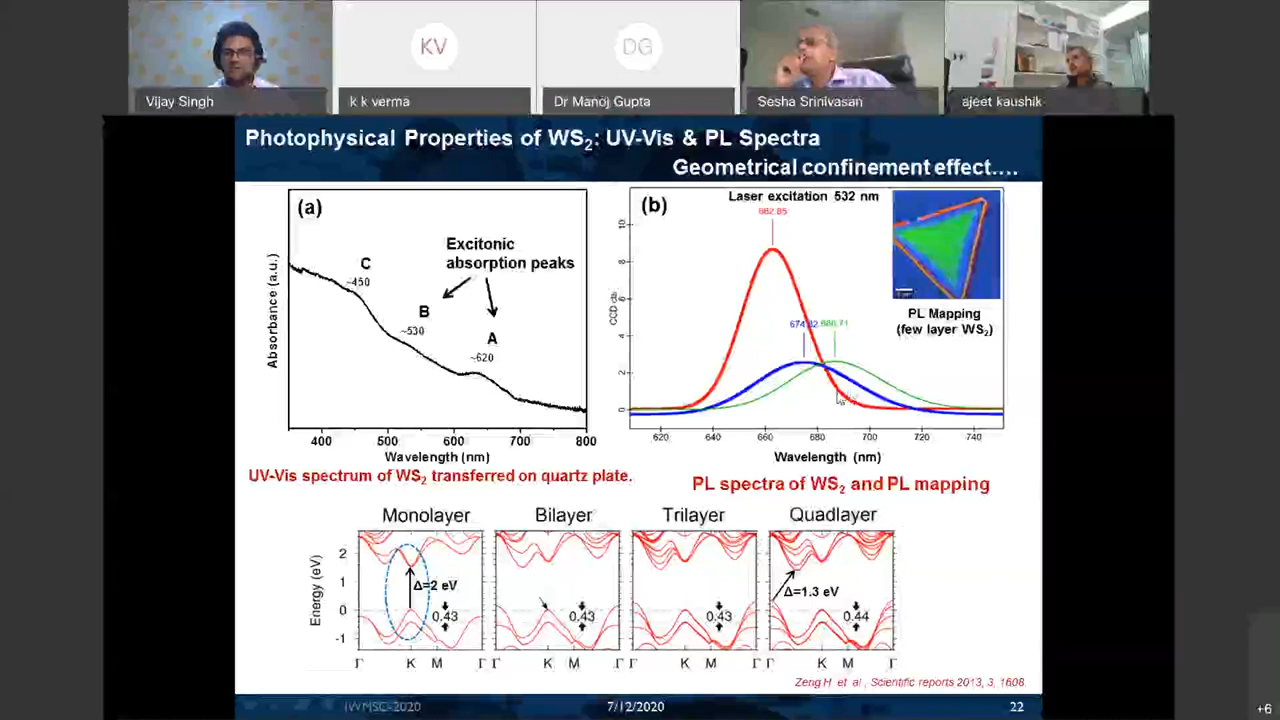 KV
DG
Vijay Singh
k k verma
Dr Manoj Gupta
Sesha Srinivasan
ajeet kaushik
Photophysical Properties of WS₂: UV-Vis & PL Spectra
Geometrical confinement effect....
(a)
Excitonic
absorption peaks
C
~450
B
~530
A
~620
Absorbance (a.u.)
400 500 600 700 800
Wavelength (nm)
UV-Vis spectrum of WS₂ transferred on quartz plate.
(b)
Laser excitation 532 nm
662.85
10
8
6
4
2
0
CCD cts
620 640 660 680 700 720 740
Wavelength (nm)
PL Mapping
(few layer WS₂)
PL spectra of WS₂ and PL mapping
Monolayer Bilayer Trilayer Quadlayer
Energy (eV)
2
1
0
-1
Δ=2 eV
0.43
0.43
0.43
Δ=1.3 eV
0.44
Γ K M Γ Γ K M Γ Γ K M Γ Γ K M Γ
Zeng H. et al., Scientific reports 2013, 3, 1608.
IWMSC-2020
7/12/2020
22
+6